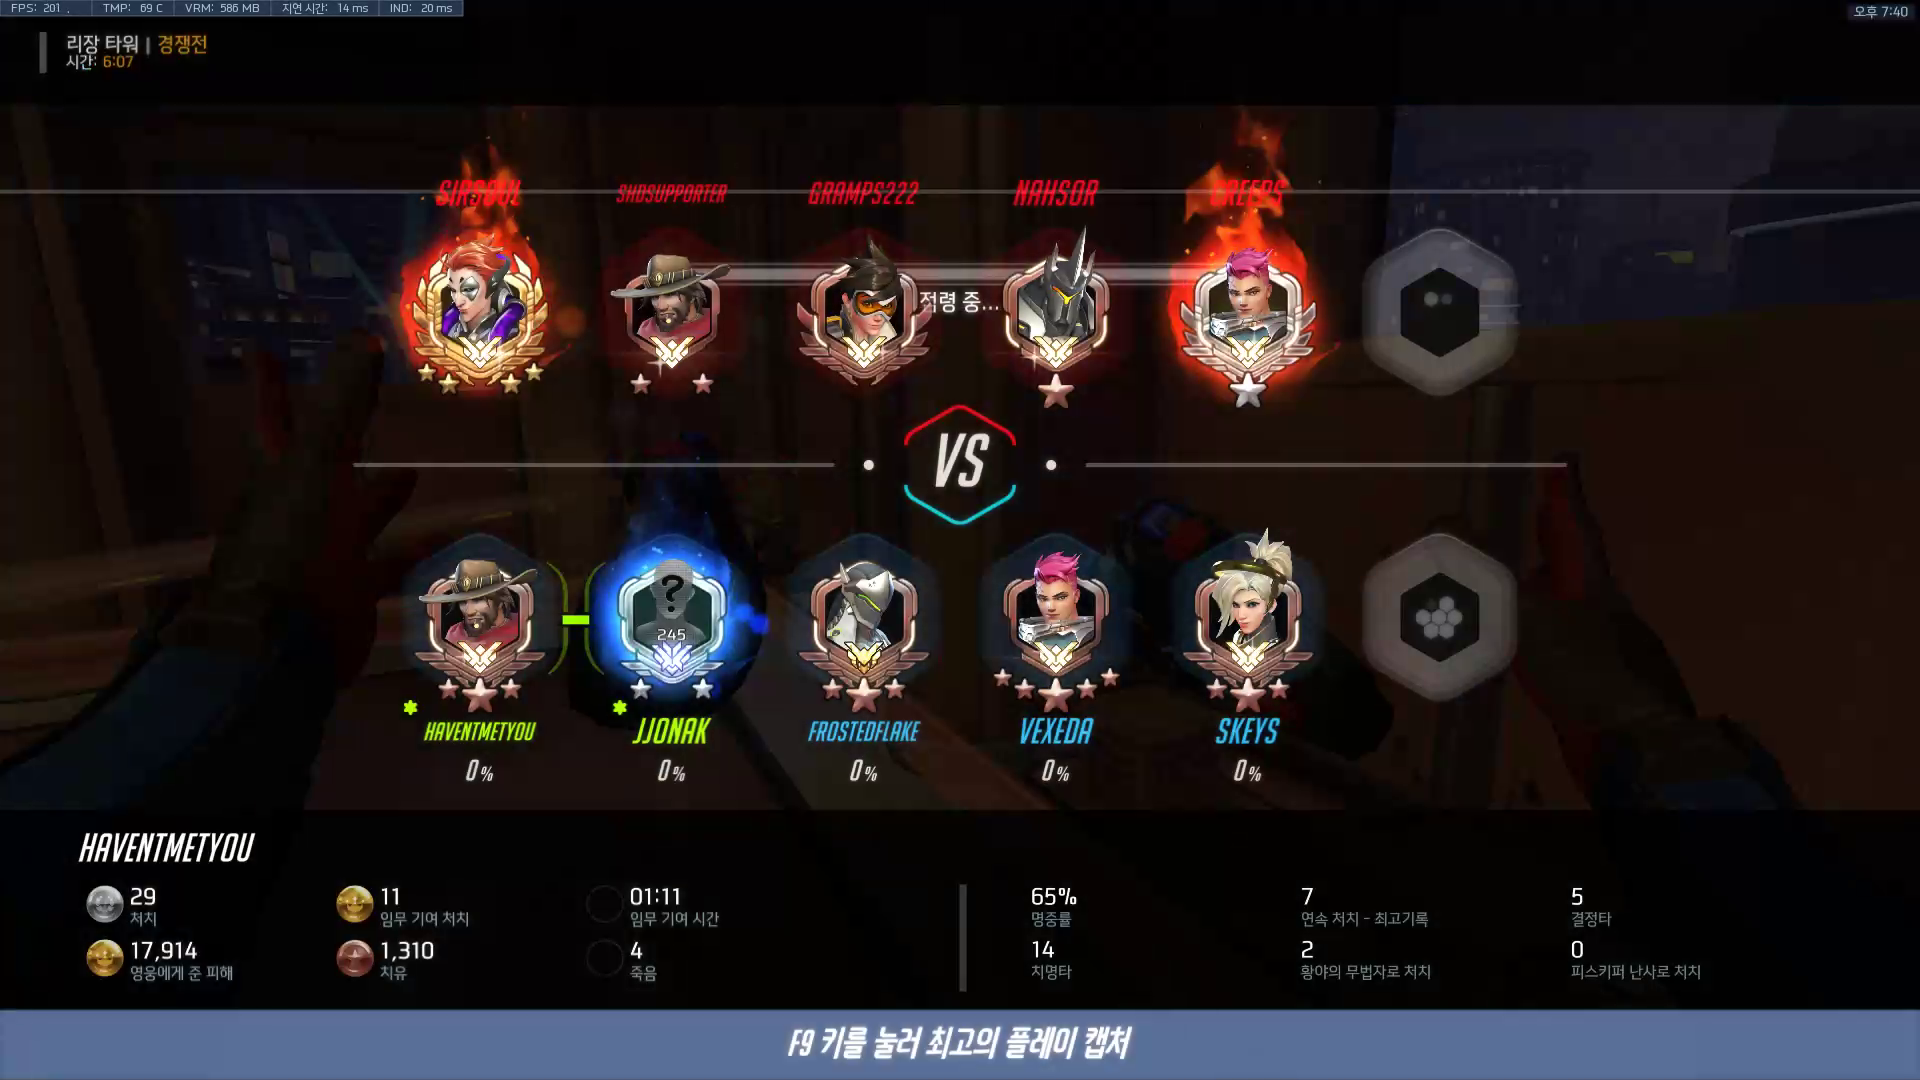 FPS: 201 . TMP: 69 C VRM: 586 MB 지연 시간: 14 ms IND: 20 ms
오후 7:40
리장 타워 | 경쟁전
시간: 6:07
SIRSOUL SHDSUPPORTER GRAMPS222 NAHSOR CREEPS
점령 중...
VS
?
245
HAVENTMETYOU JJONAK FROSTEDFLAKE VEXEDA SKEYS
0% 0% 0% 0% 0%
HAVENTMETYOU
29 11 01:11 65% 7 5
처치 임무 기여 처치 임무 기여 시간 명중률 연속 처치 - 최고기록 결정타
17,914 1,310 4 14 2 0
영웅에게 준 피해 치유 죽음 치명타 황야의 무법자로 처치 피스키퍼 난사로 처치
F9 키를 눌러 최고의 플레이 캡처